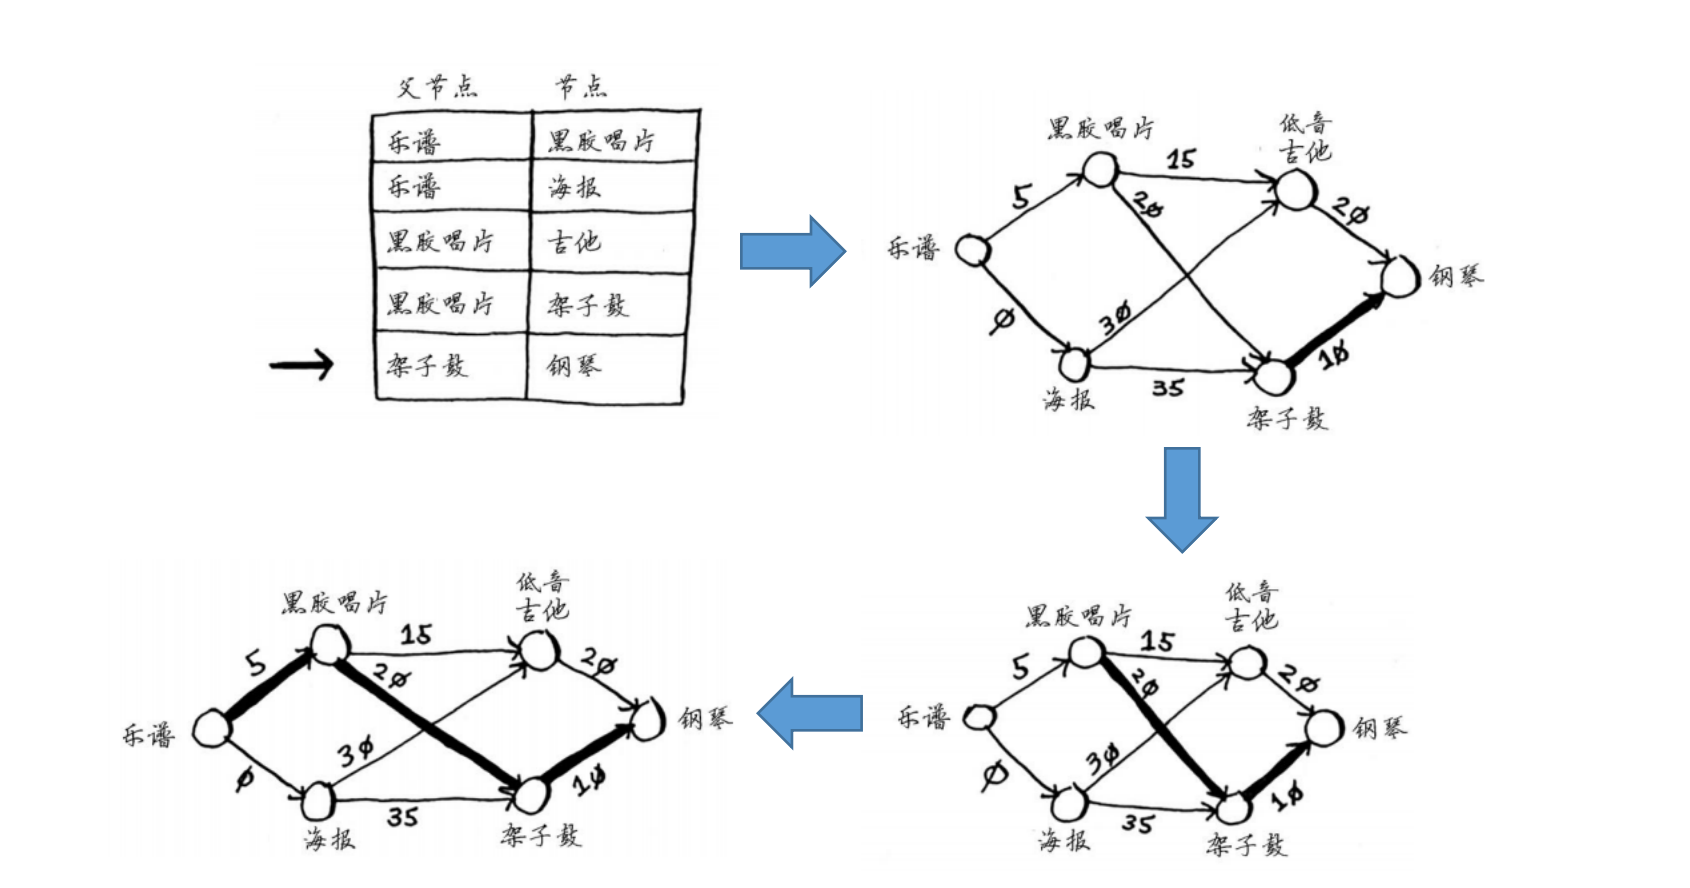 父节点 节点
乐谱 黑胶唱片
乐谱 海报
黑胶唱片 吉他
黑胶唱片 架子鼓
架子鼓 钢琴
黑胶唱片
低音
吉他
15
5
20
20
乐谱
钢琴
0
30
10
35
海报
架子鼓
黑胶唱片
低音
吉他
15
5
20
20
乐谱
钢琴
0
30
10
35
海报
架子鼓
黑胶唱片
低音
吉他
15
5
20
20
乐谱
钢琴
0
30
10
35
海报
架子鼓